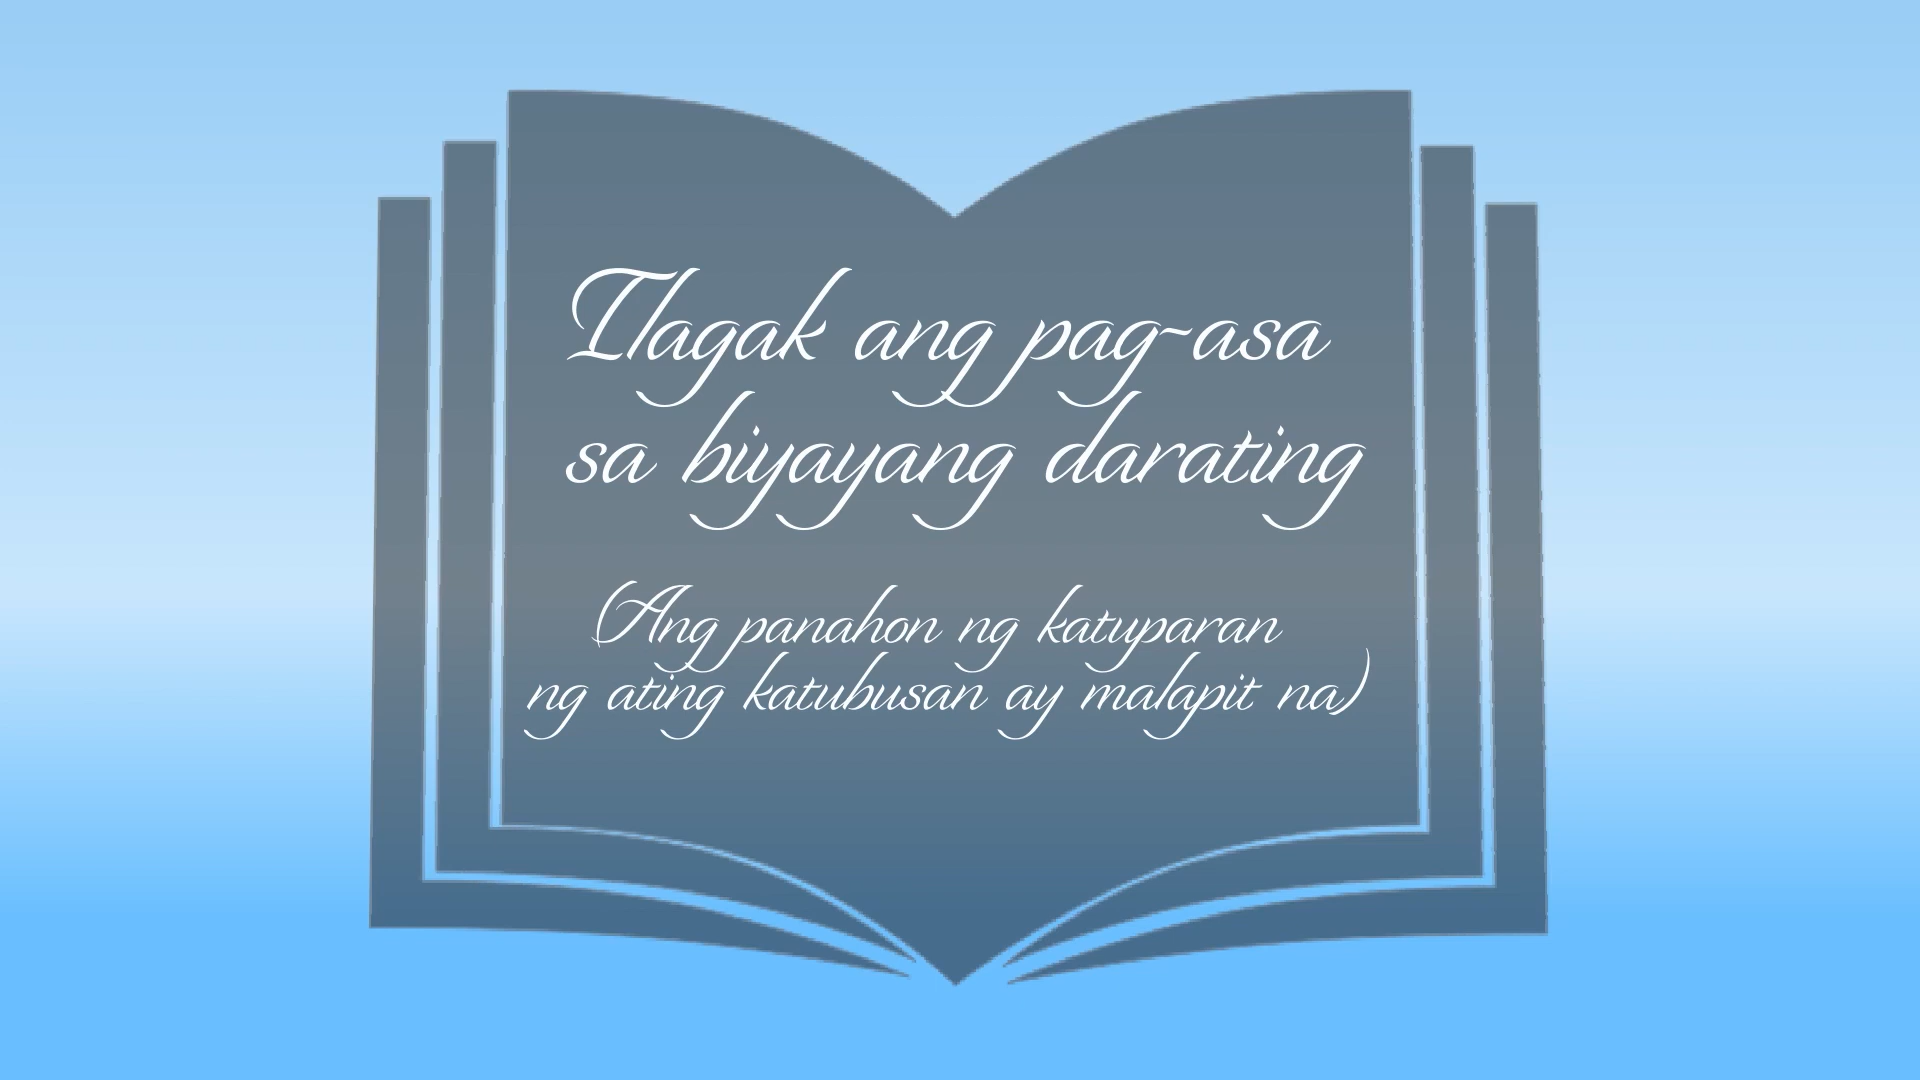 Ilagak ang pag-asa
sa biyayang darating
(Ang panahon ng katuparan
ng ating katubusan ay malapit na)